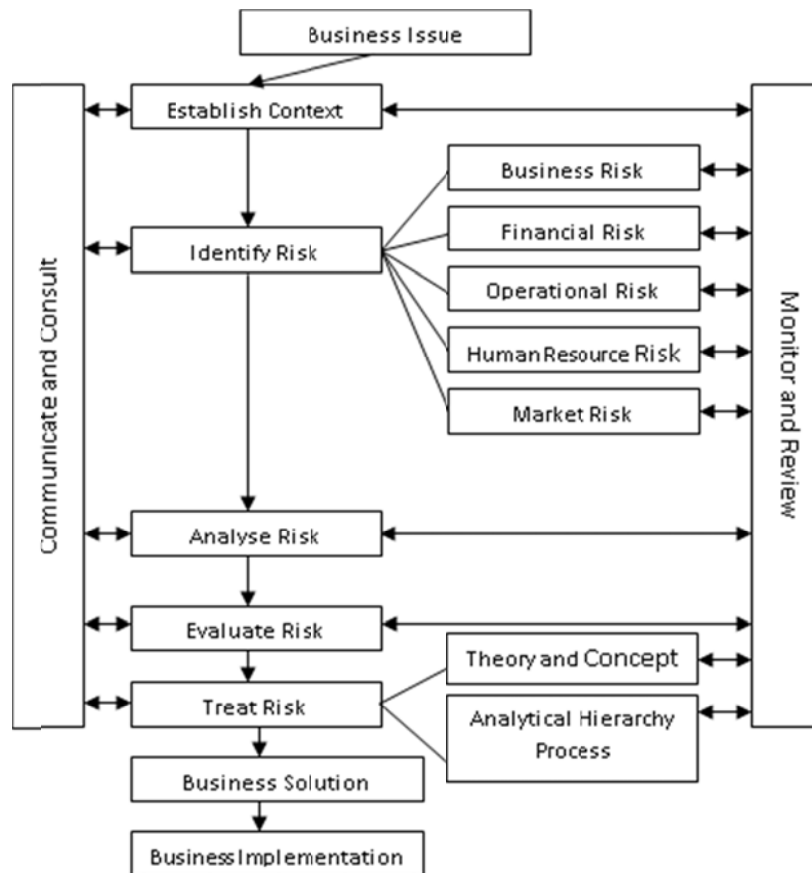 Business Issue
Establish Context
Business Risk
Identify Risk
Financial Risk
Operational Risk
Human Resource Risk
Market Risk
Communicate and Consult
Monitor and Review
Analyse Risk
Evaluate Risk
Theory and Concept
Treat Risk
Analytical Hierarchy
Process
Business Solution
Business Implementation